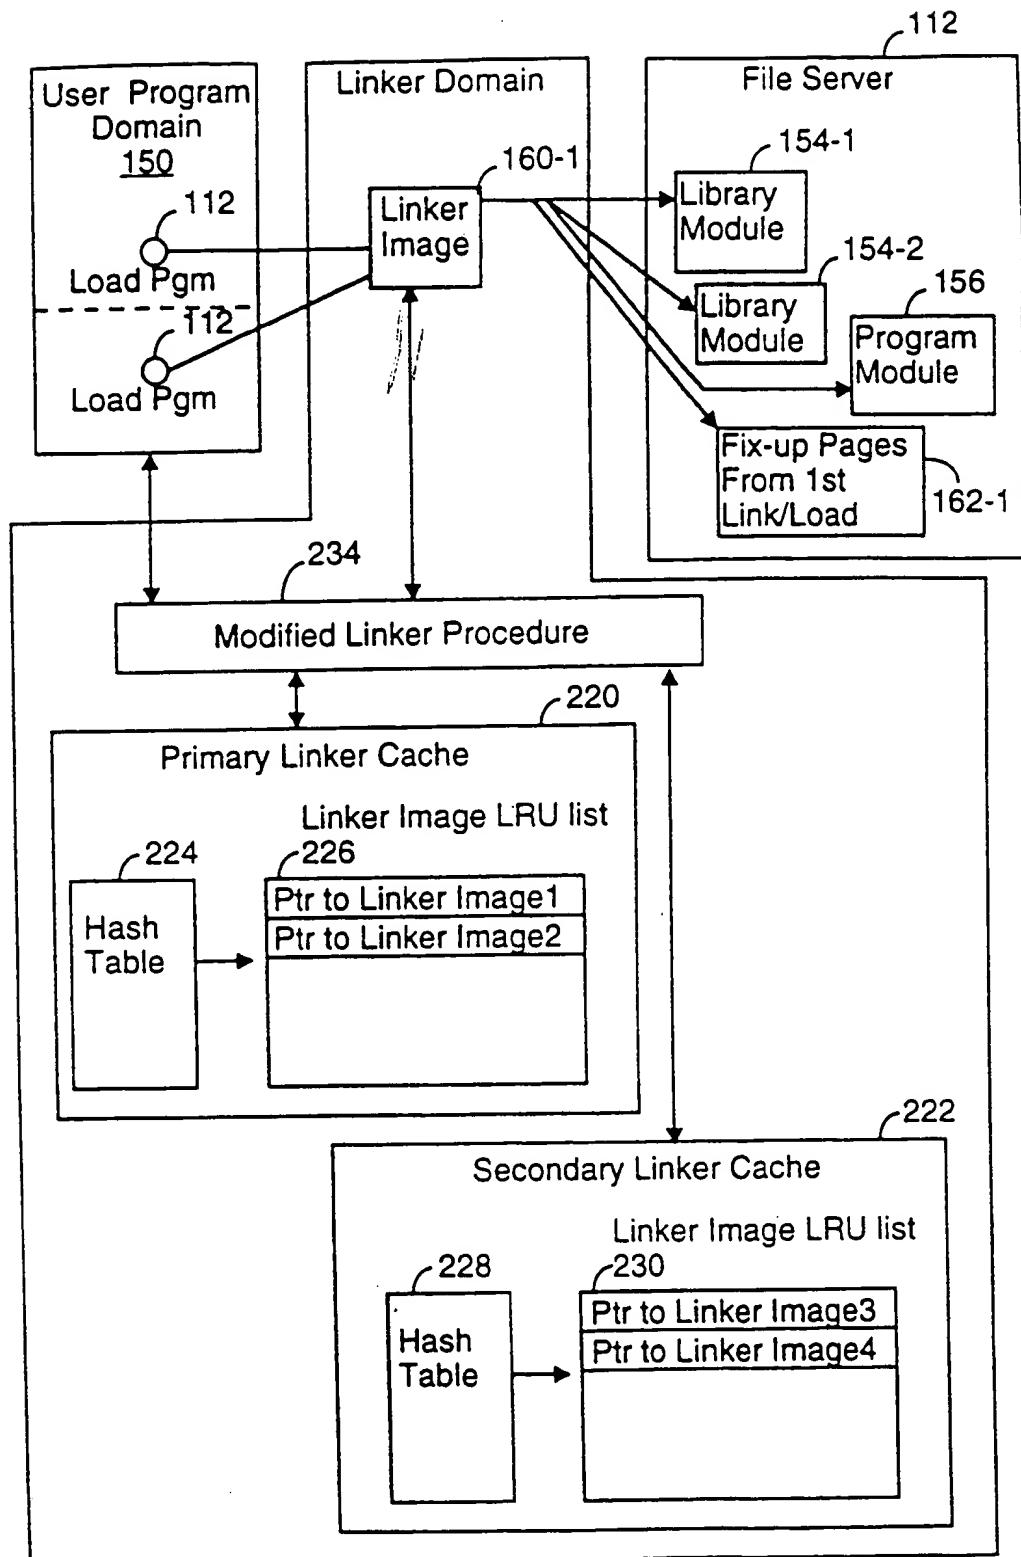 112
User Program
Domain
150
112
Load Pgm
112
Load Pgm
Linker Domain
160-1
Linker
Image
File Server
154-1
Library
Module
154-2
Library
Module
156
Program
Module
Fix-up Pages
From 1st
Link/Load
162-1
234
Modified Linker Procedure
220
Primary Linker Cache
Linker Image LRU list
224
226
Hash
Table
Ptr to Linker Image1
Ptr to Linker Image2
222
Secondary Linker Cache
Linker Image LRU list
228
230
Hash
Table
Ptr to Linker Image3
Ptr to Linker Image4